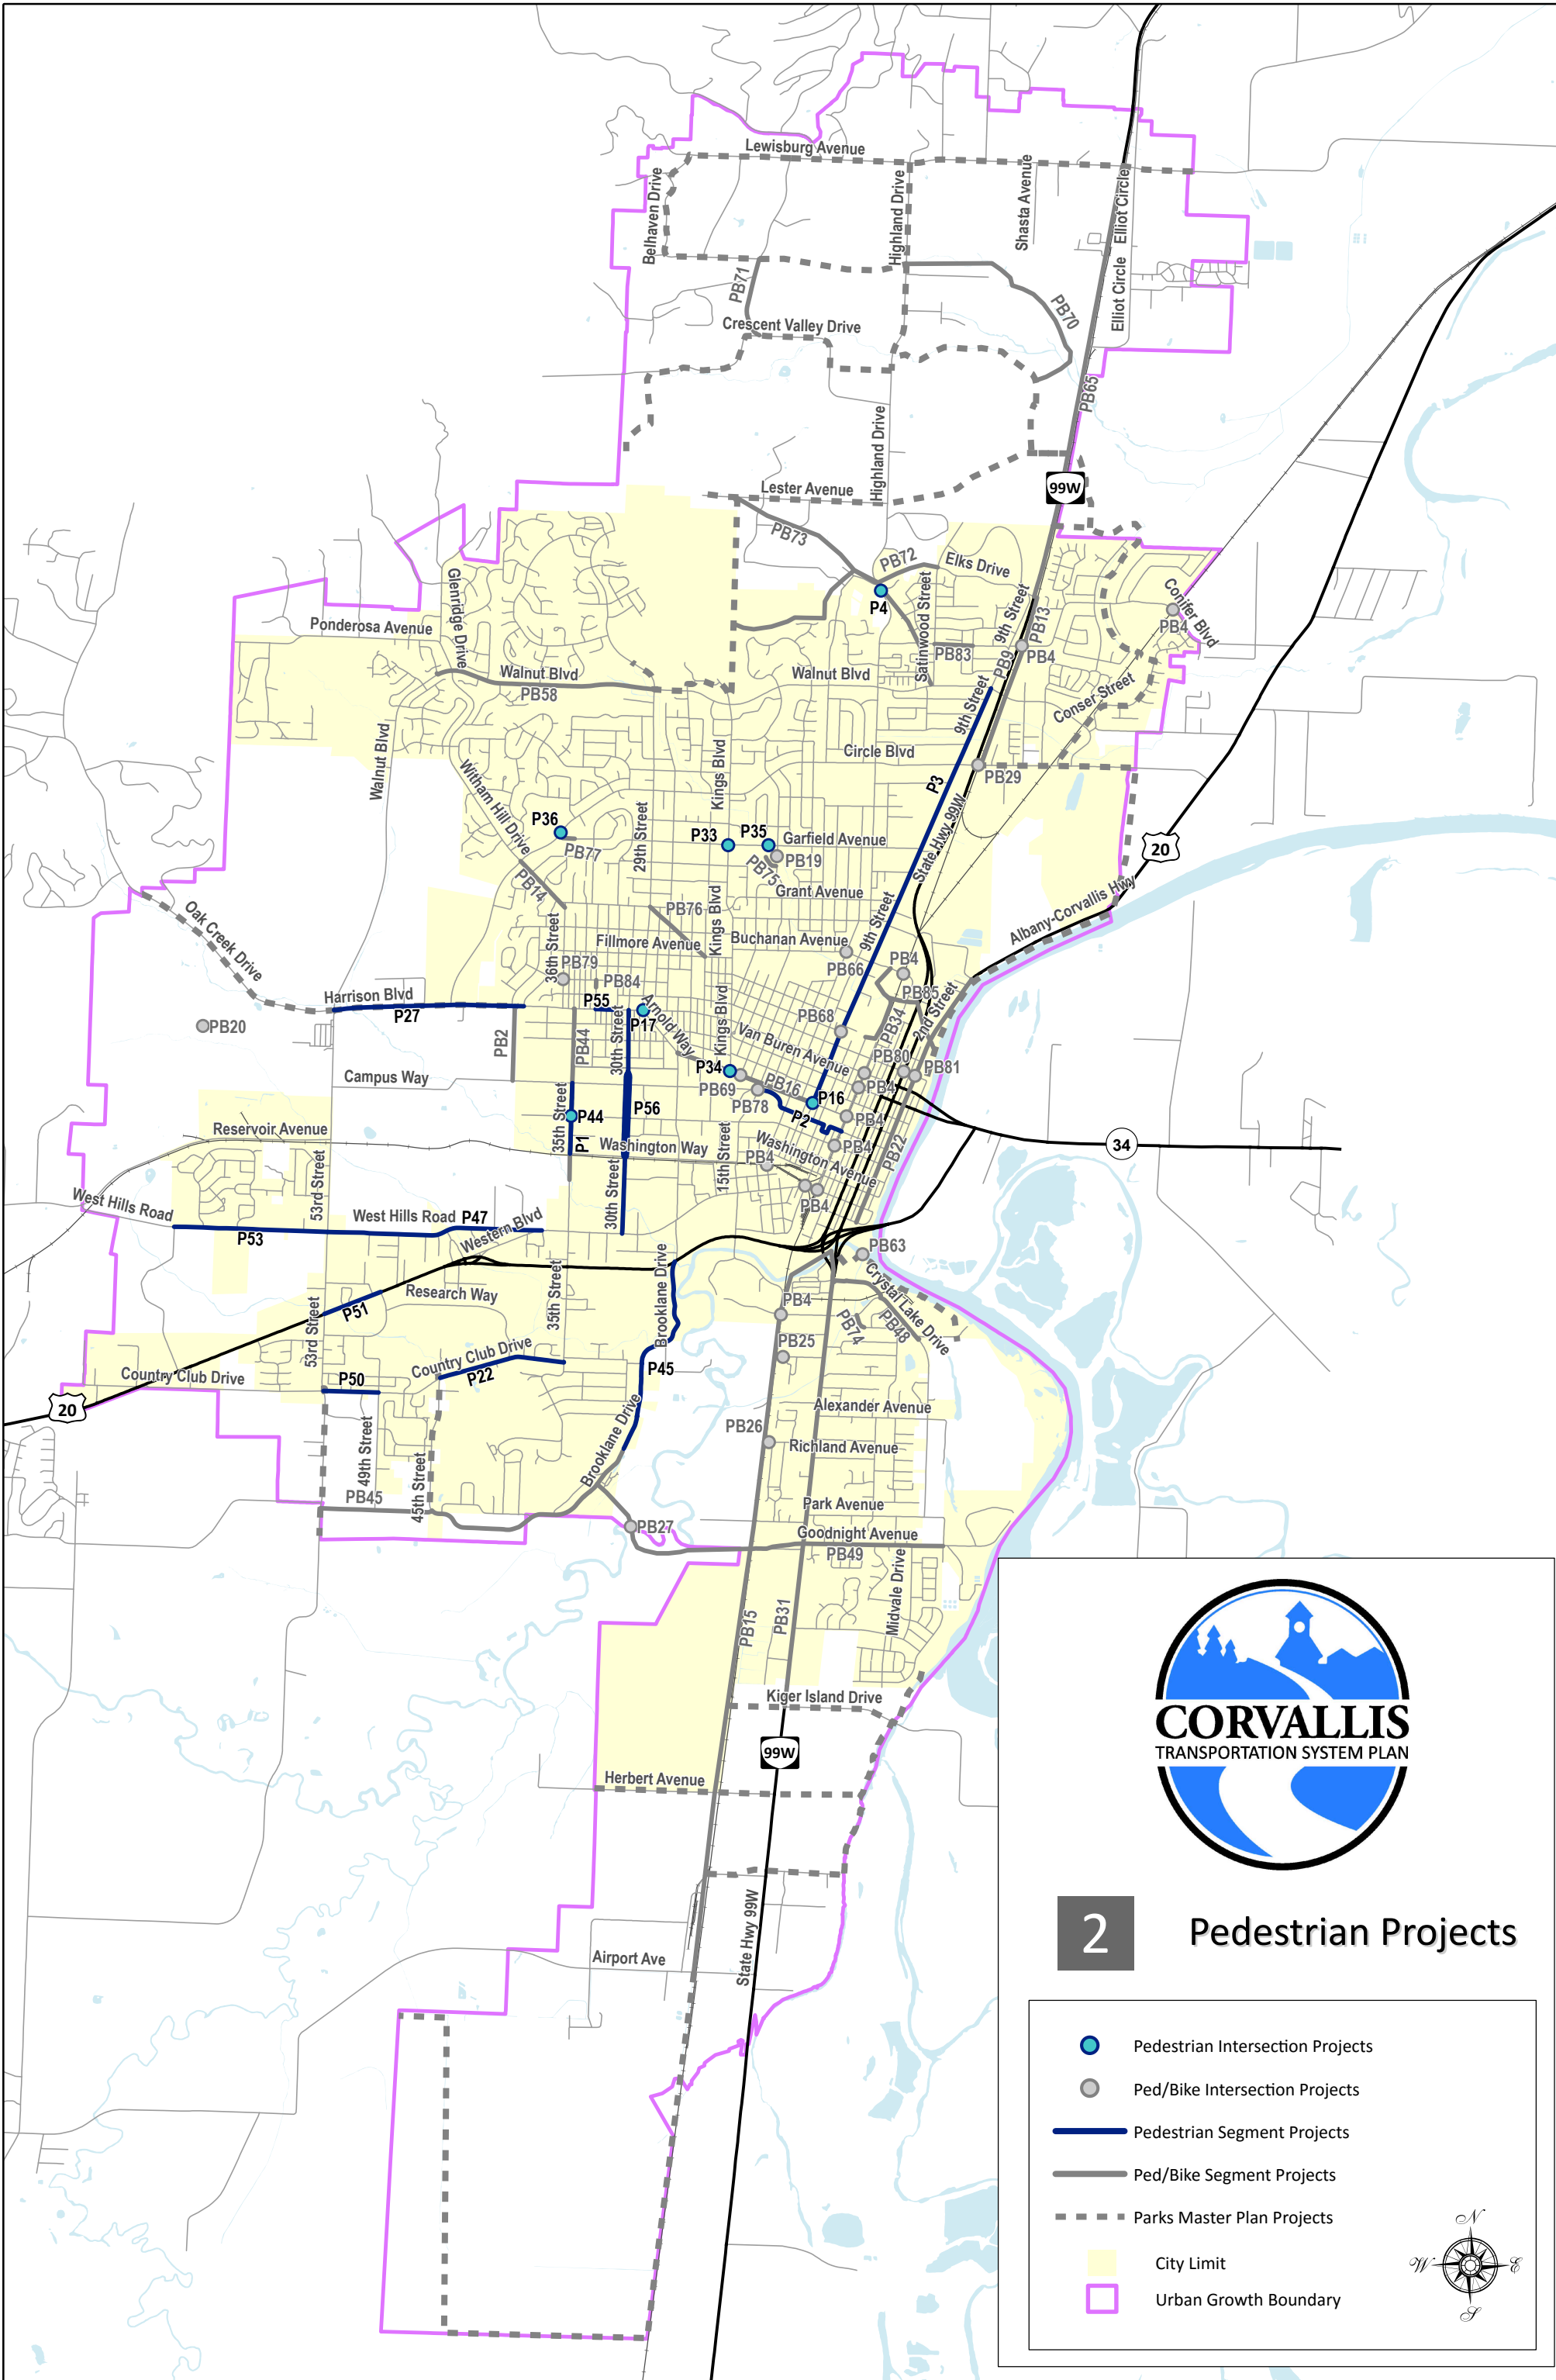 Lewisburg Avenue
Belhaven Drive
Highland Drive
Shasta Avenue
Elliot Circle
Elliot Circle
PB71
PB70
Crescent Valley Drive
PB65
Highland Drive
Lester Avenue
99W
PB73
PB72
Elks Drive
P4
Satinwood Street
9th Street
PB13
Conifer Blvd
PB4
Glenridge Drive
Ponderosa Avenue
Walnut Blvd
PB58
Walnut Blvd
PB83
PB9
PB4
9th Street
Conser Street
Circle Blvd
PB29
Walnut Blvd
Witham Hill Drive
Kings Blvd
P3
State Hwy 99W
P36
PB77
29th Street
P33
P35
Garfield Avenue
PB19
PB75
20
PB14
Grant Avenue
Albany-Corvallis Hwy
Oak Creek Drive
PB76
Kings Blvd
9th Street
36th Street
Fillmore Avenue
Buchanan Avenue
PB66
PB4
PB79
PB84
PB85
Harrison Blvd
P27
P55
P17
Arnold Way
Kings Blvd
PB68
PB34
2nd Street
PB20
PB2
PB44
30th Street
Van Buren Avenue
P34
PB80
PB81
Campus Way
PB69
PB16
PB4
PB78
P16
35th Street
P44
P56
P2
PB4
34
Reservoir Avenue
P1
Washington Way
Washington Avenue
PB4
PB22
PB4
15th Street
53rd Street
30th Street
PB4
West Hills Road
West Hills Road
P47
P53
Western Blvd
PB63
Brooklane Drive
Crystal Lake Drive
Research Way
35th Street
P51
PB4
PB74
PB48
53rd Street
Country Club Drive
PB25
Country Club Drive
P22
P45
P50
20
Alexander Avenue
PB26
Richland Avenue
49th Street
Brooklane Drive
45th Street
PB45
Park Avenue
PB27
Goodnight Avenue
PB49
Midvale Drive
PB15
PB31
Kiger Island Drive
99W
Herbert Avenue
State Hwy 99W
Airport Ave
CORVALLIS
TRANSPORTATION SYSTEM PLAN
2
Pedestrian Projects
Pedestrian Intersection Projects
Ped/Bike Intersection Projects
Pedestrian Segment Projects
Ped/Bike Segment Projects
Parks Master Plan Projects
City Limit
Urban Growth Boundary
N
W
E
S